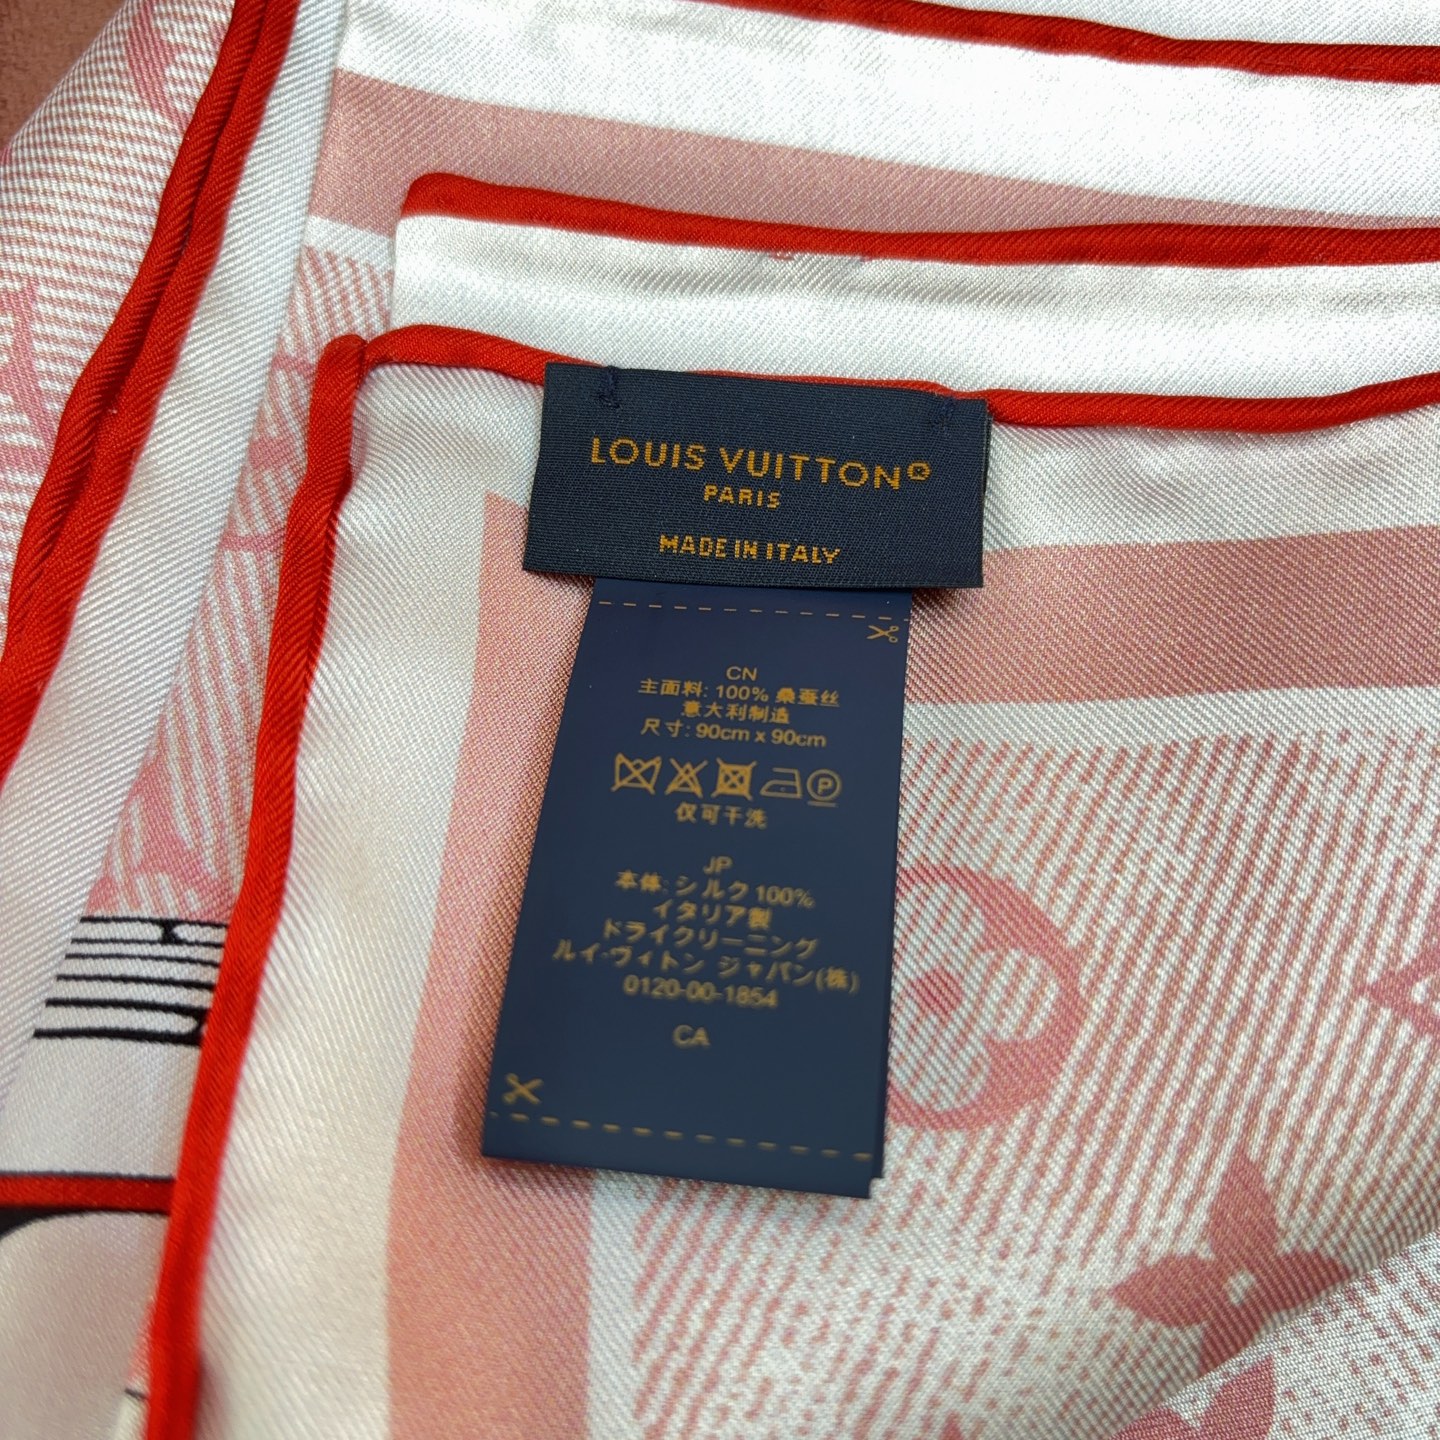 LOUIS VUITTON®
PARIS
MADE IN ITALY
CN
主面料: 100% 桑蚕丝
意大利制造
尺寸: 90cm x 90cm
P
仅可干洗
JP
本体: シルク 100%
イタリア製
ドライクリーニング
ルイ·ヴィトン ジャパン(株)
0120-00-1854
CA